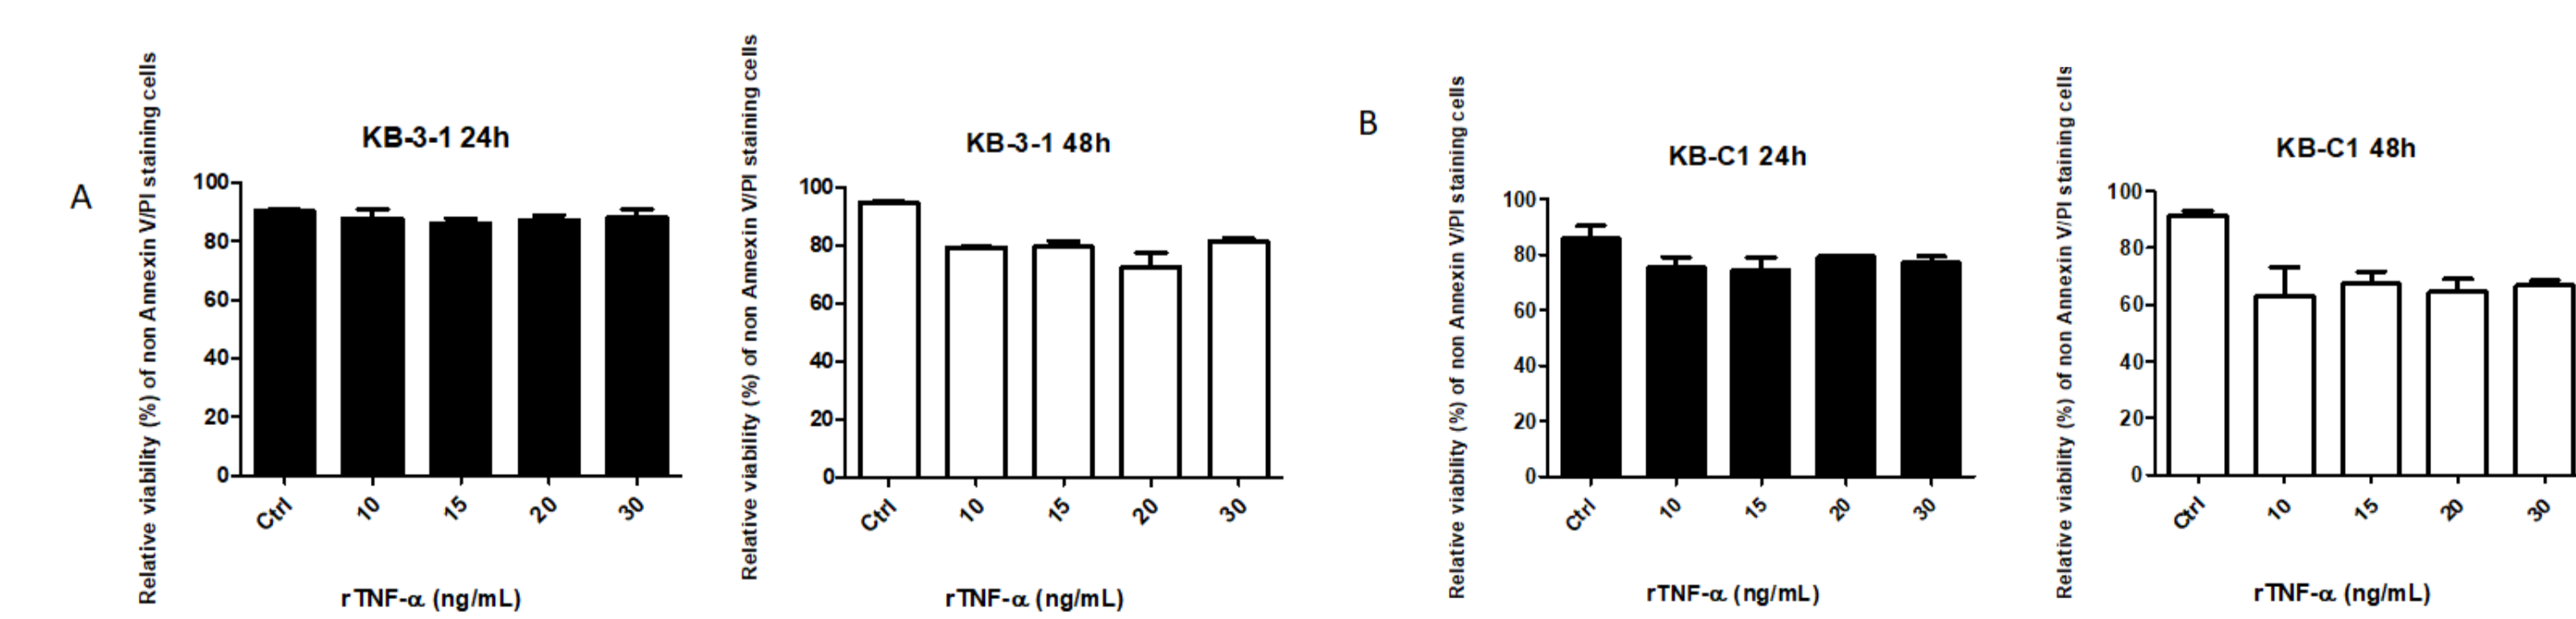 A
Relative viability (%) of non Annexin V/PI staining cells
KB-3-1 24h
100
80
60
40
20
0
Ctrl 10 15 20 30
rTNF-α (ng/mL)
Relative viability (%) of non Annexin V/PI staining cells
KB-3-1 48h
100
80
60
40
20
0
Ctrl 10 15 20 30
rTNF-α (ng/mL)
B
Relative viability (%) of non Annexin V/PI staining cells
KB-C1 24h
100
80
60
40
20
0
Ctrl 10 15 20 30
rTNF-α (ng/mL)
Relative viability (%) of non Annexin V/PI staining cells
KB-C1 48h
100
80
60
40
20
0
Ctrl 10 15 20 30
rTNF-α (ng/mL)